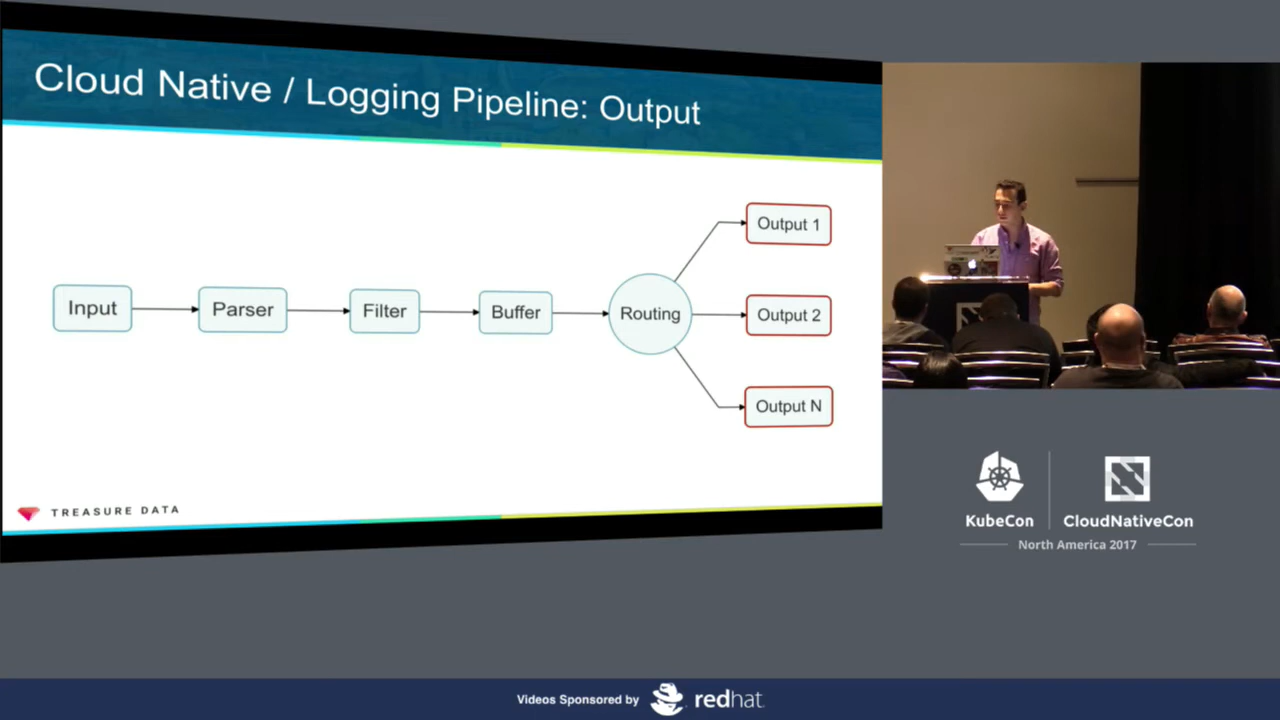 Cloud Native / Logging Pipeline: Output
Input
Parser
Filter
Buffer
Routing
Output 1
Output 2
Output N
TREASURE DATA
KubeCon
CloudNativeCon
North America 2017
Videos Sponsored by
redhat.